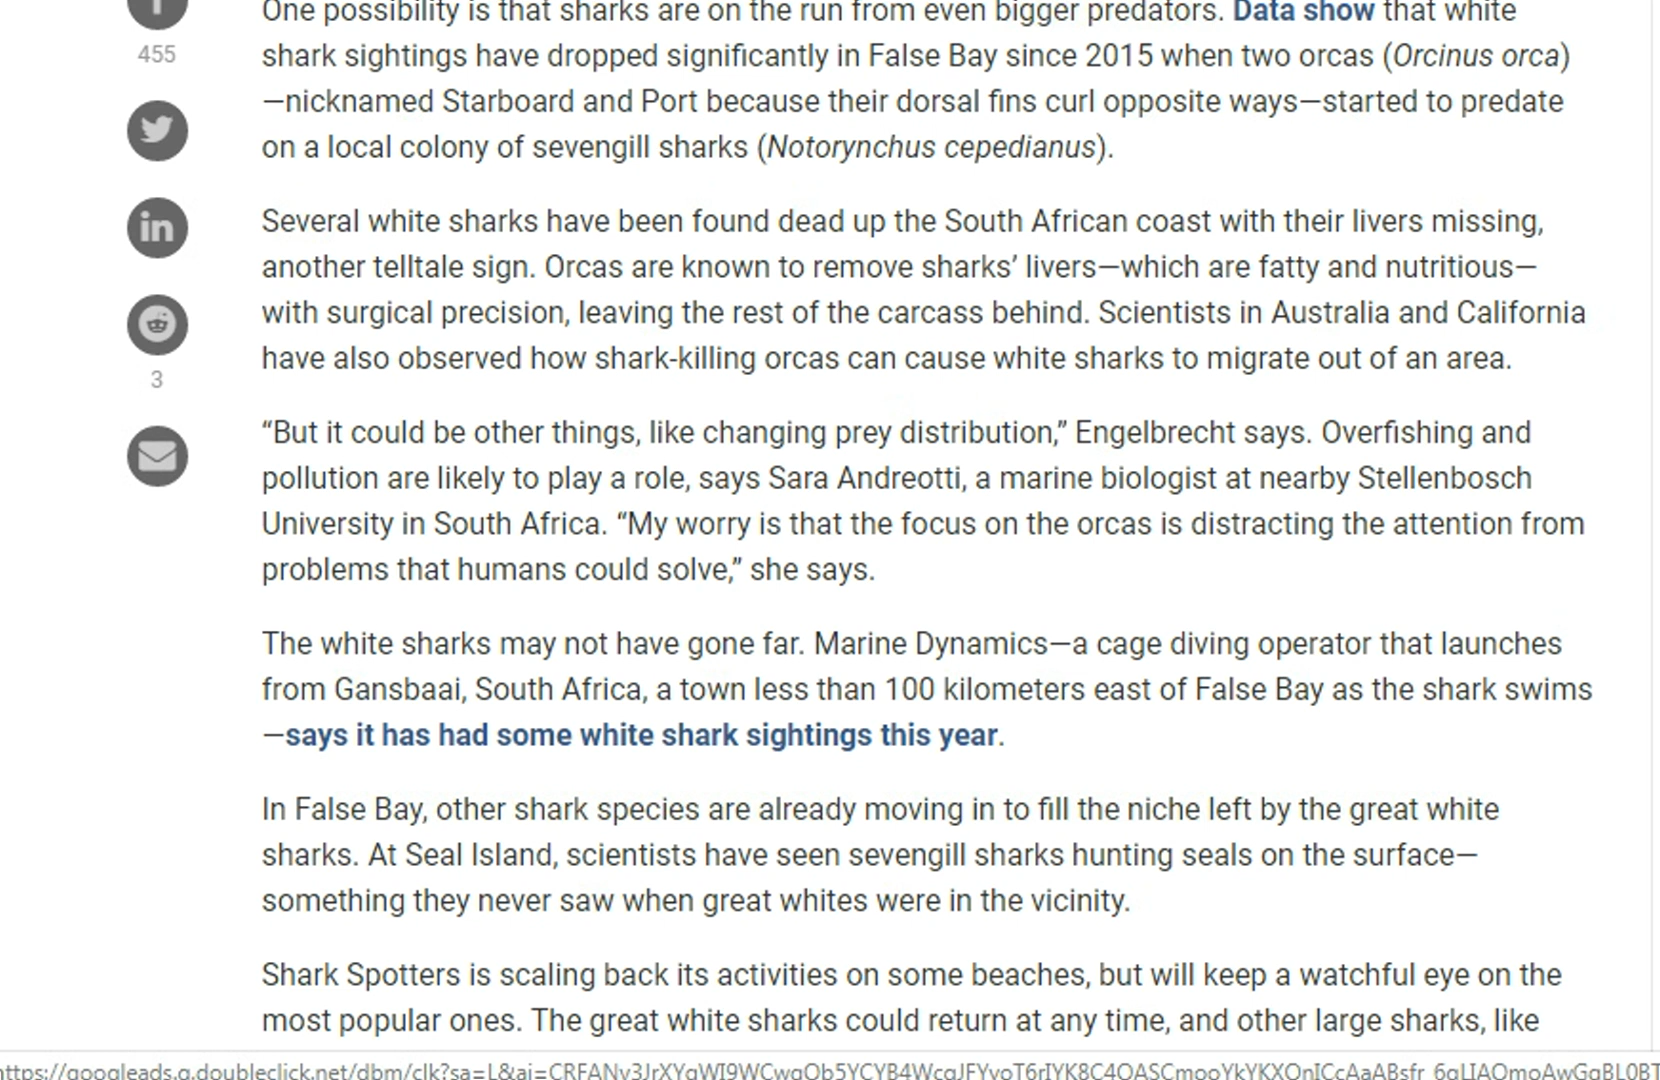 One possibility is that sharks are on the run from even bigger predators. Data show that white
455
shark sightings have dropped significantly in False Bay since 2015 when two orcas (Orcinus orca)
—nicknamed Starboard and Port because their dorsal fins curl opposite ways—started to predate
on a local colony of sevengill sharks (Notorynchus cepedianus).
in
Several white sharks have been found dead up the South African coast with their livers missing,
another telltale sign. Orcas are known to remove sharks’ livers—which are fatty and nutritious—
with surgical precision, leaving the rest of the carcass behind. Scientists in Australia and California
have also observed how shark-killing orcas can cause white sharks to migrate out of an area.
3
“But it could be other things, like changing prey distribution,” Engelbrecht says. Overfishing and
pollution are likely to play a role, says Sara Andreotti, a marine biologist at nearby Stellenbosch
University in South Africa. “My worry is that the focus on the orcas is distracting the attention from
problems that humans could solve,” she says.
The white sharks may not have gone far. Marine Dynamics—a cage diving operator that launches
from Gansbaai, South Africa, a town less than 100 kilometers east of False Bay as the shark swims
—says it has had some white shark sightings this year.
In False Bay, other shark species are already moving in to fill the niche left by the great white
sharks. At Seal Island, scientists have seen sevengill sharks hunting seals on the surface—
something they never saw when great whites were in the vicinity.
Shark Spotters is scaling back its activities on some beaches, but will keep a watchful eye on the
most popular ones. The great white sharks could return at any time, and other large sharks, like